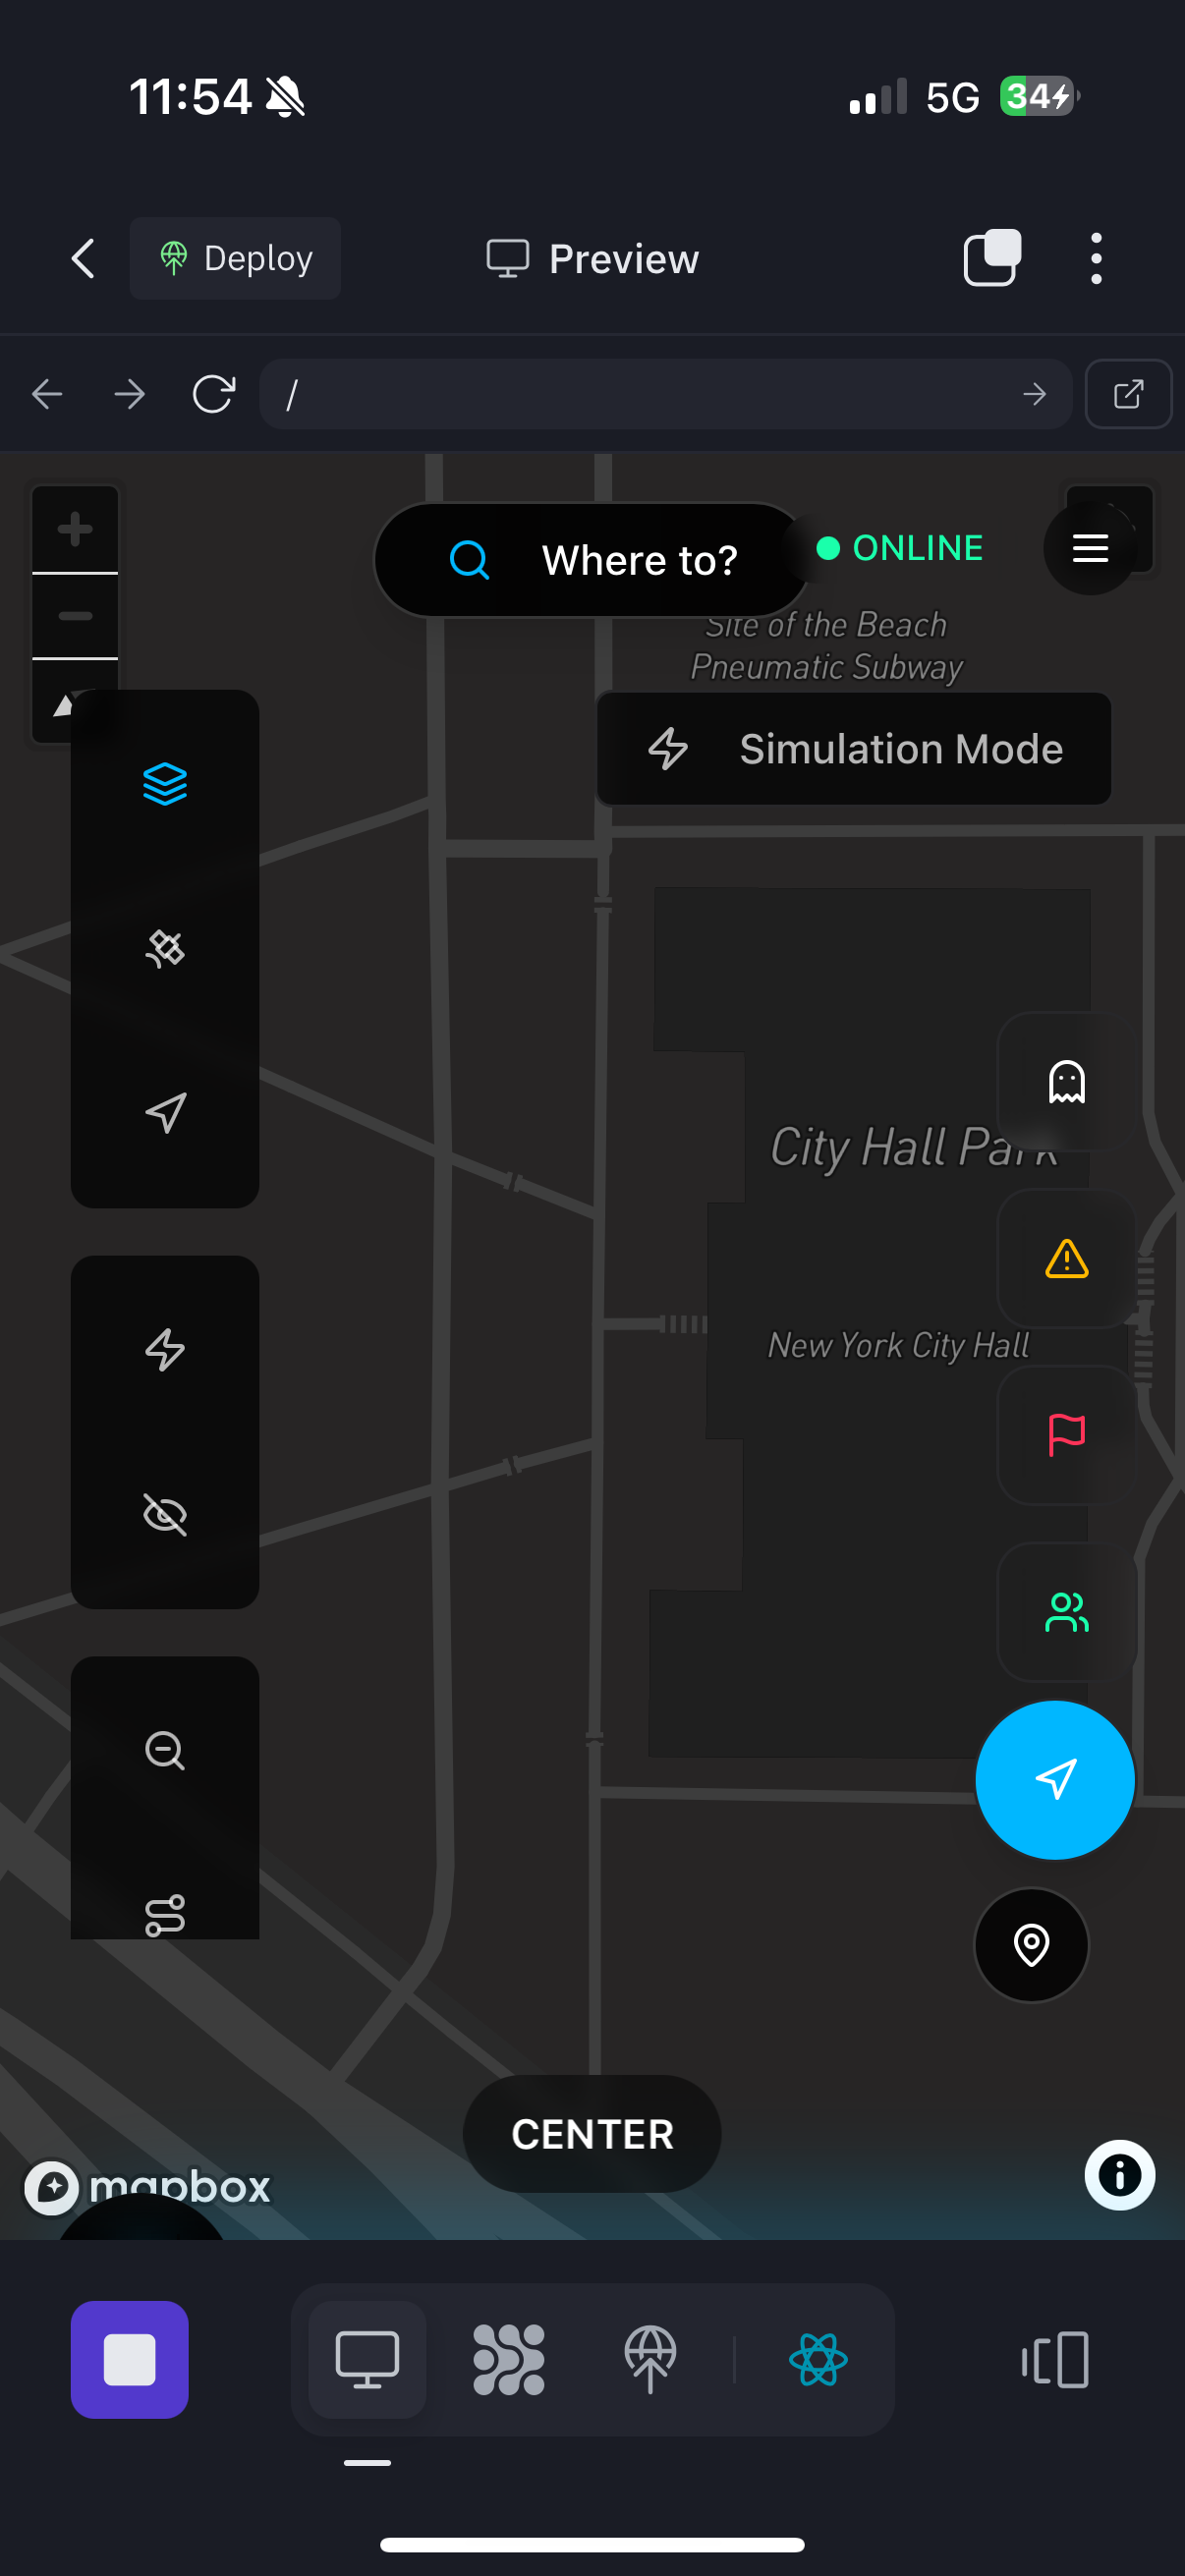 11:54
5G
34
Deploy
Preview
/
Where to?
ONLINE
Site of the Beach
Pneumatic Subway
Simulation Mode
City Hall Park
New York City Hall
CENTER
mapbox